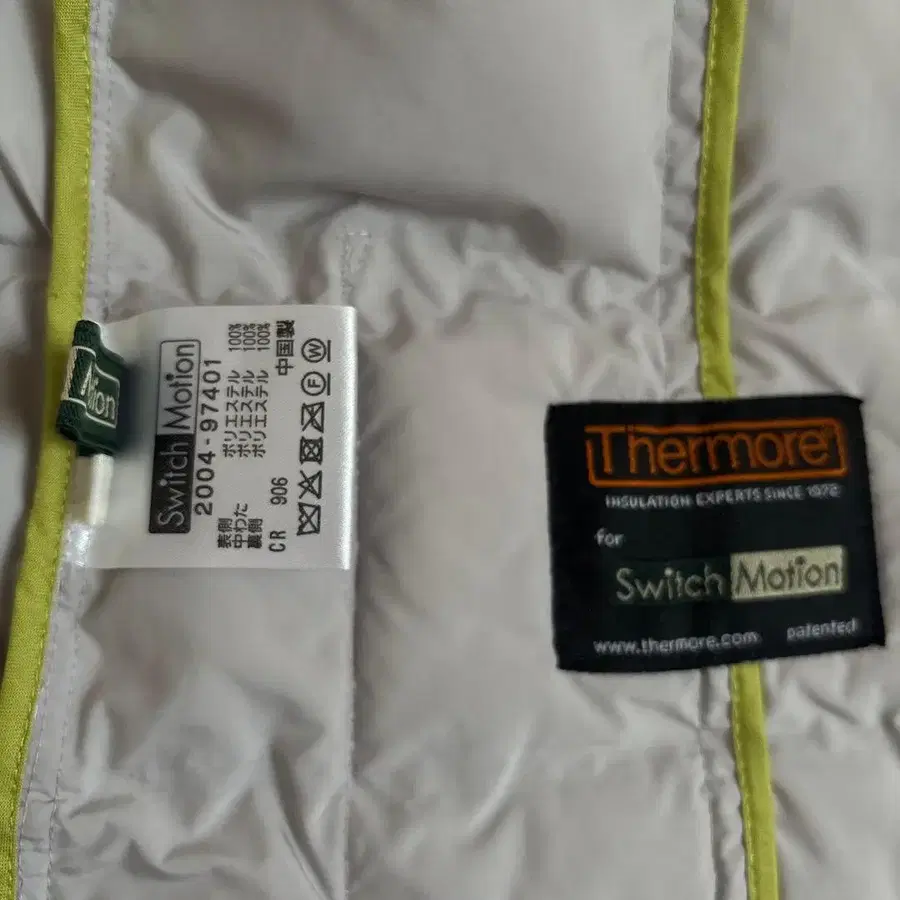 Motion
Switch Motion
2004-97401
表側 ポリエステル 100%
中わた ポリエステル 100%
裏側 ポリエステル 100%
CR 906 中国製
F W
Thermore®
INSULATION EXPERTS SINCE 1972
for
Switch Motion
www.thermore.com patented